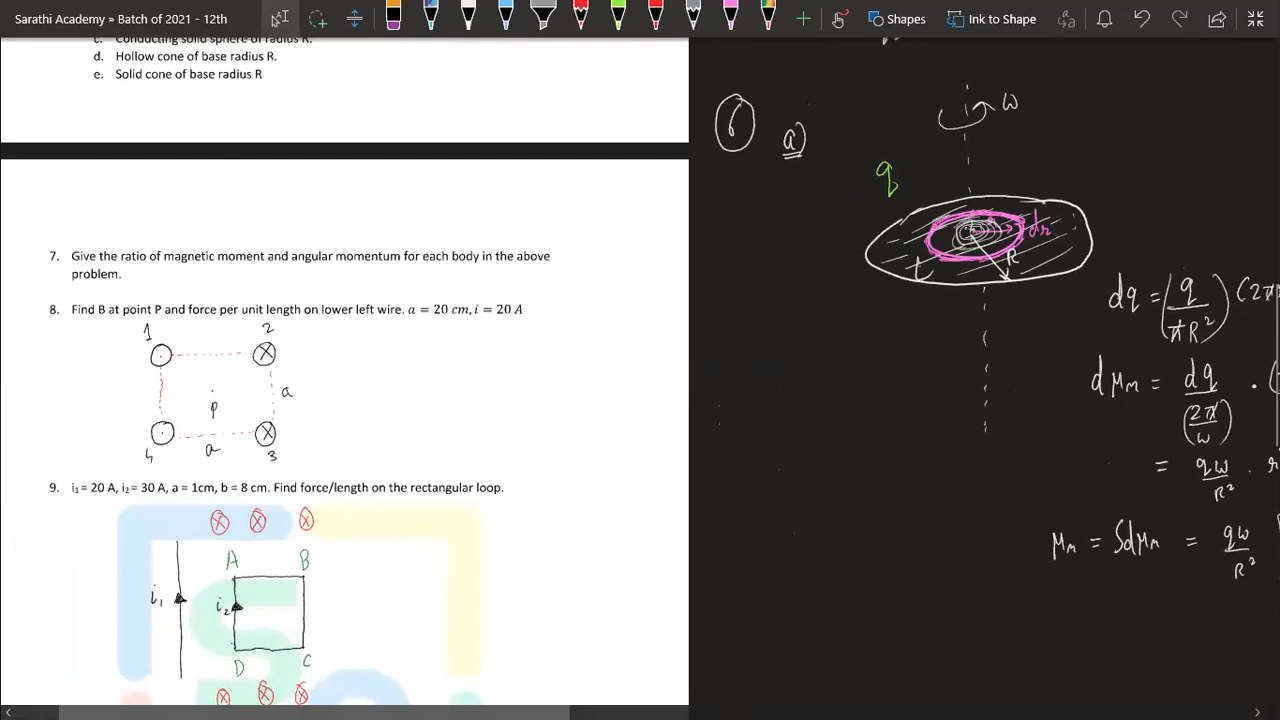 Sarathi Academy » Batch of 2021 - 12th
Shapes
Ink to Shape
c. Conducting solid sphere of radius R.
d. Hollow cone of base radius R.
e. Solid cone of base radius R
7. Give the ratio of magnetic moment and angular momentum for each body in the above
problem.
8. Find B at point P and force per unit length on lower left wire. a = 20 cm, i = 20 A
1 2
a
p
a
4 3
9. i₁ = 20 A, i₂ = 30 A, a = 1cm, b = 8 cm. Find force/length on the rectangular loop.
A B
i₁ i₂
D C
6 a)
ω
q
dr
R
t
dq = (q/πR²) (2π
dμₘ = dq/(2π/ω) . (
= qω/R² . r
μₘ = ∫dμₘ = qω/R²